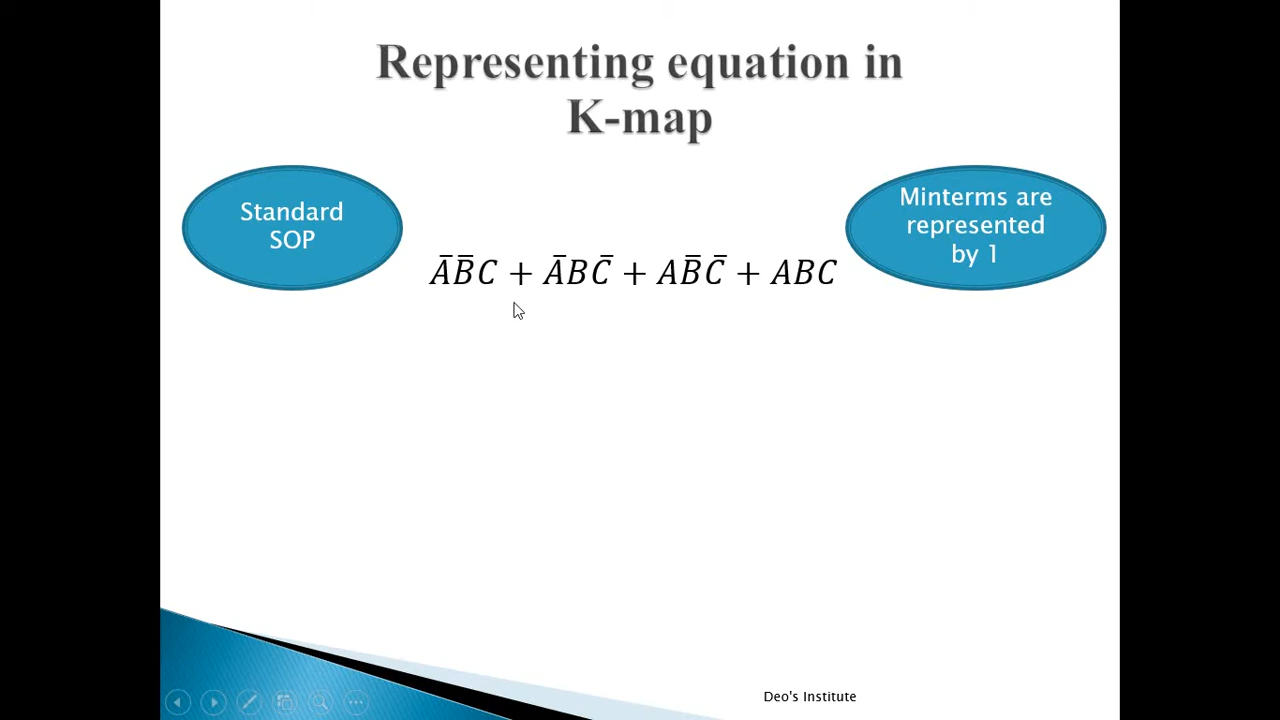 Representing equation in
K-map
Standard
SOP
Minterms are
represented
by 1
A̅B̅C + A̅BC̅ + AB̅C̅ + ABC
Deo's Institute